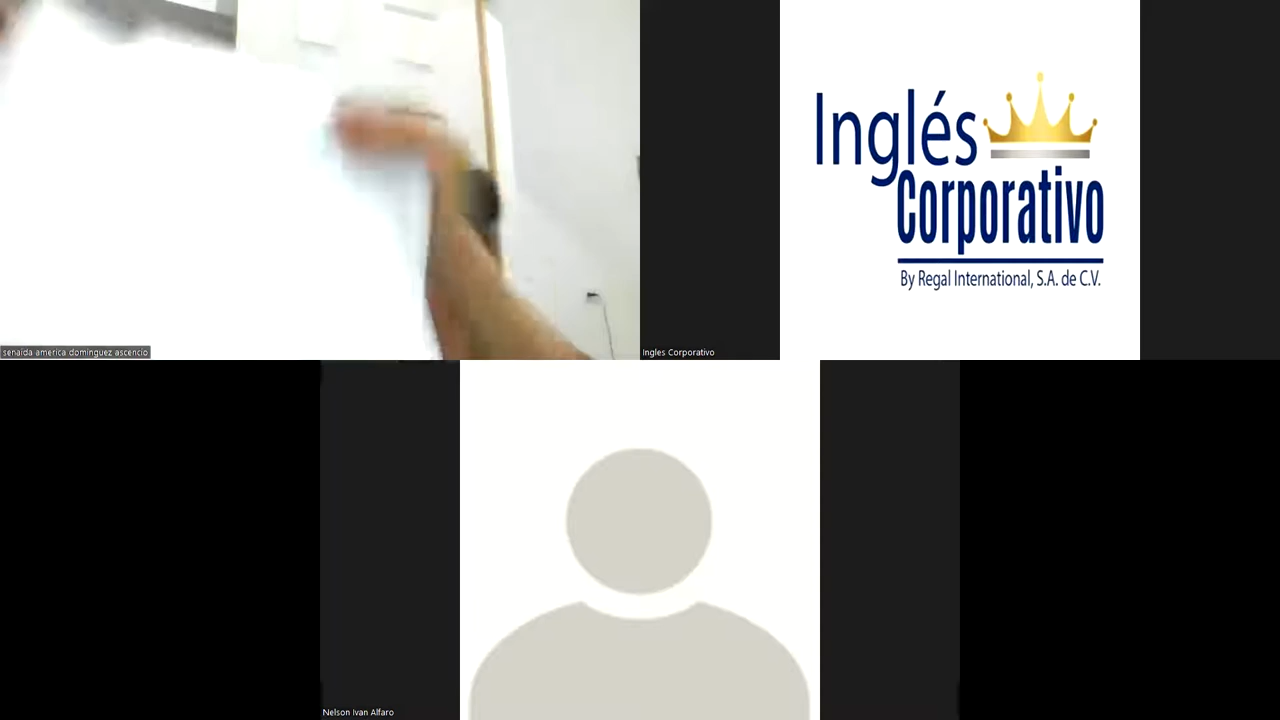 Inglés
Corporativo
By Regal International, S.A. de C.V.
senaida america dominguez ascencio
Ingles Corporativo
Nelson Ivan Alfaro